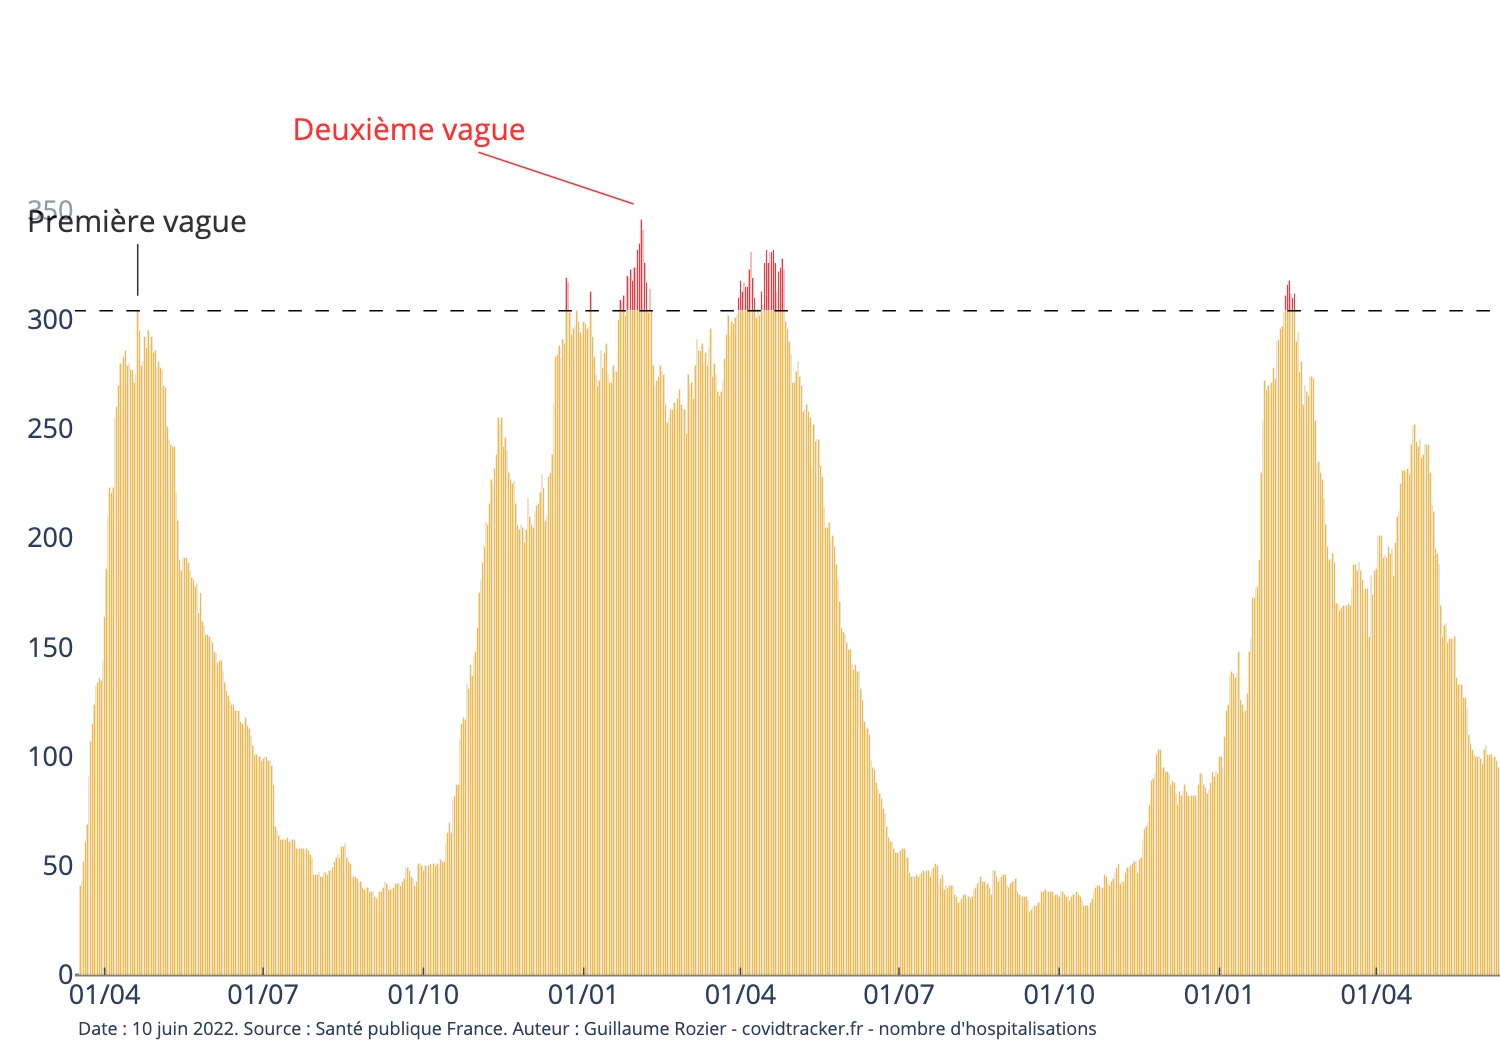 Deuxième vague
350
Première vague
300
250
200
150
100
50
0
01/04 01/07 01/10 01/01 01/04 01/07 01/10 01/01 01/04
Date : 10 juin 2022. Source : Santé publique France. Auteur : Guillaume Rozier - covidtracker.fr - nombre d'hospitalisations